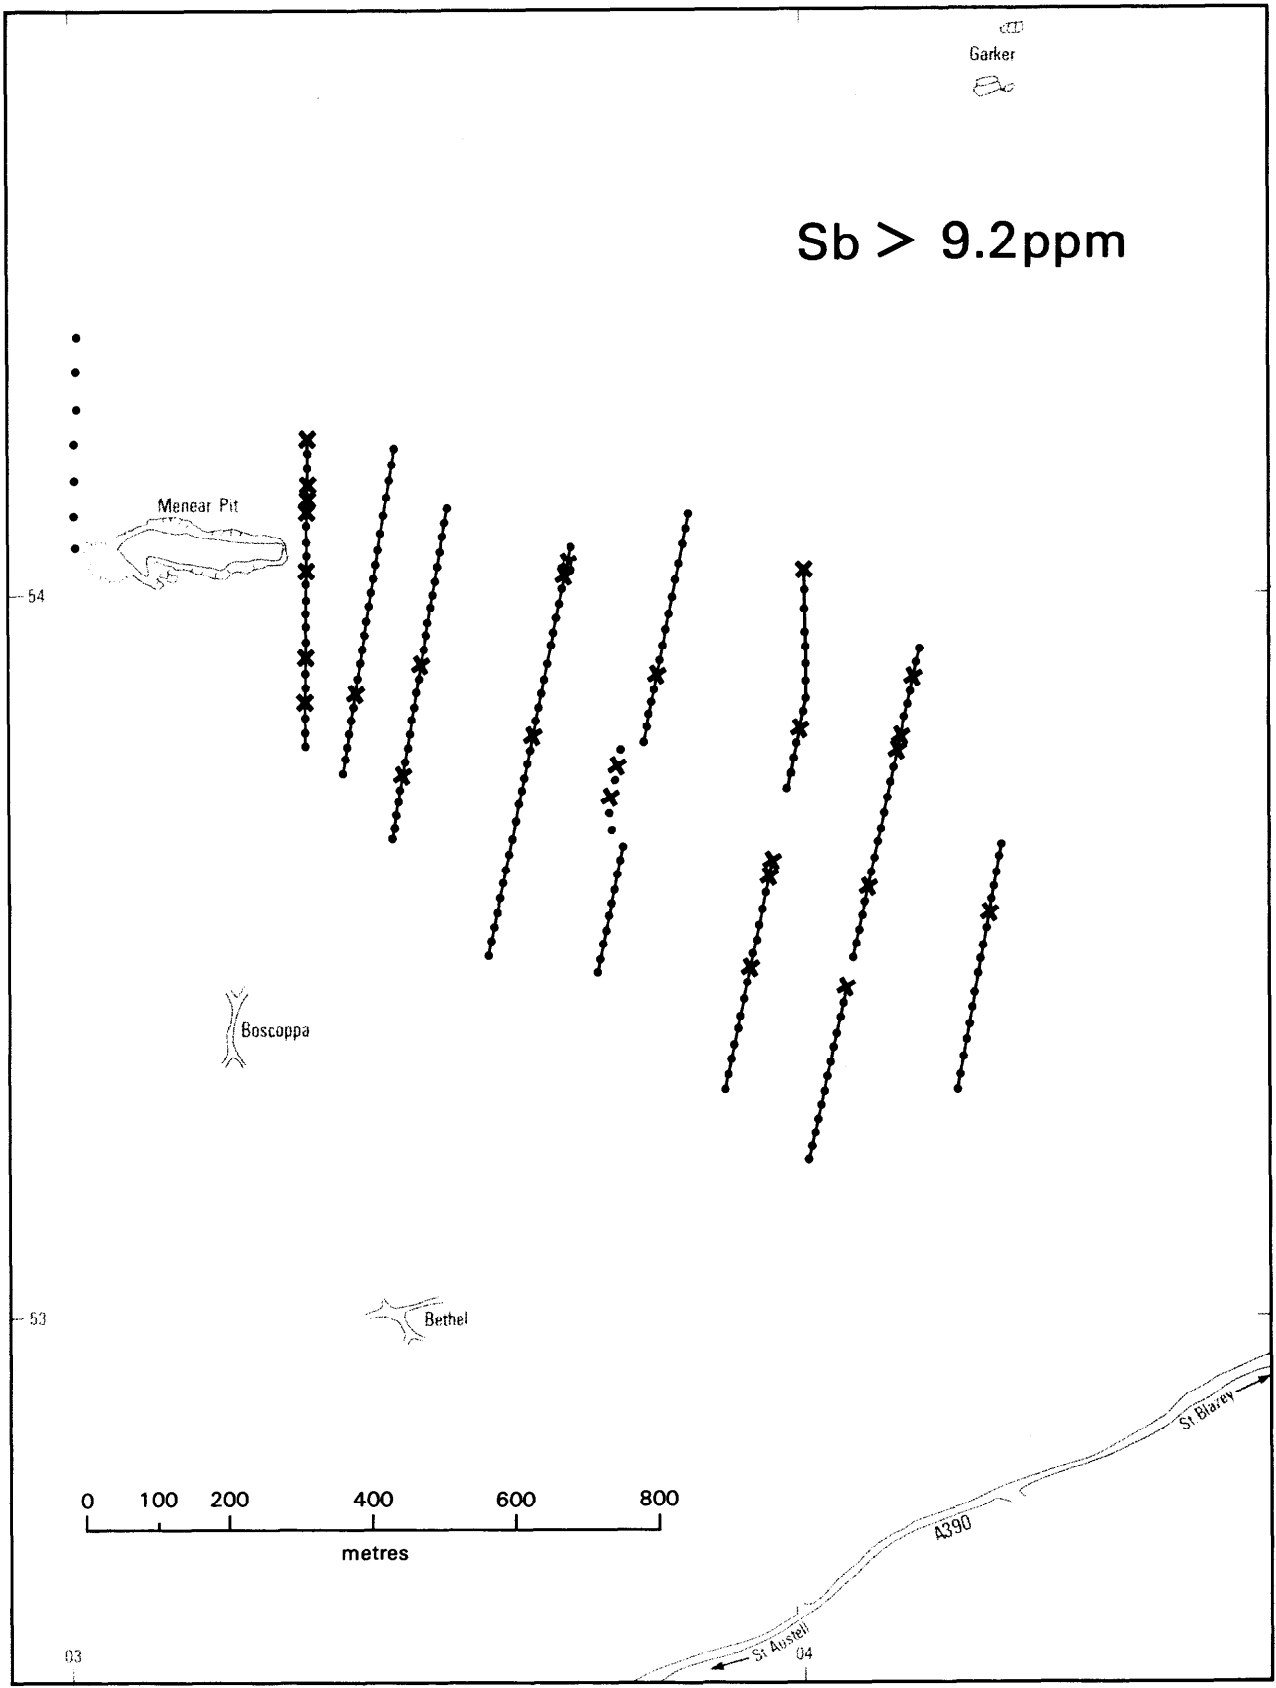 Garker
Sb > 9.2ppm
Menear Pit
54
Boscoppa
53
Bethel
St. Blazey
0 100 200 400 600 800
metres
A390
St Austell
03
04